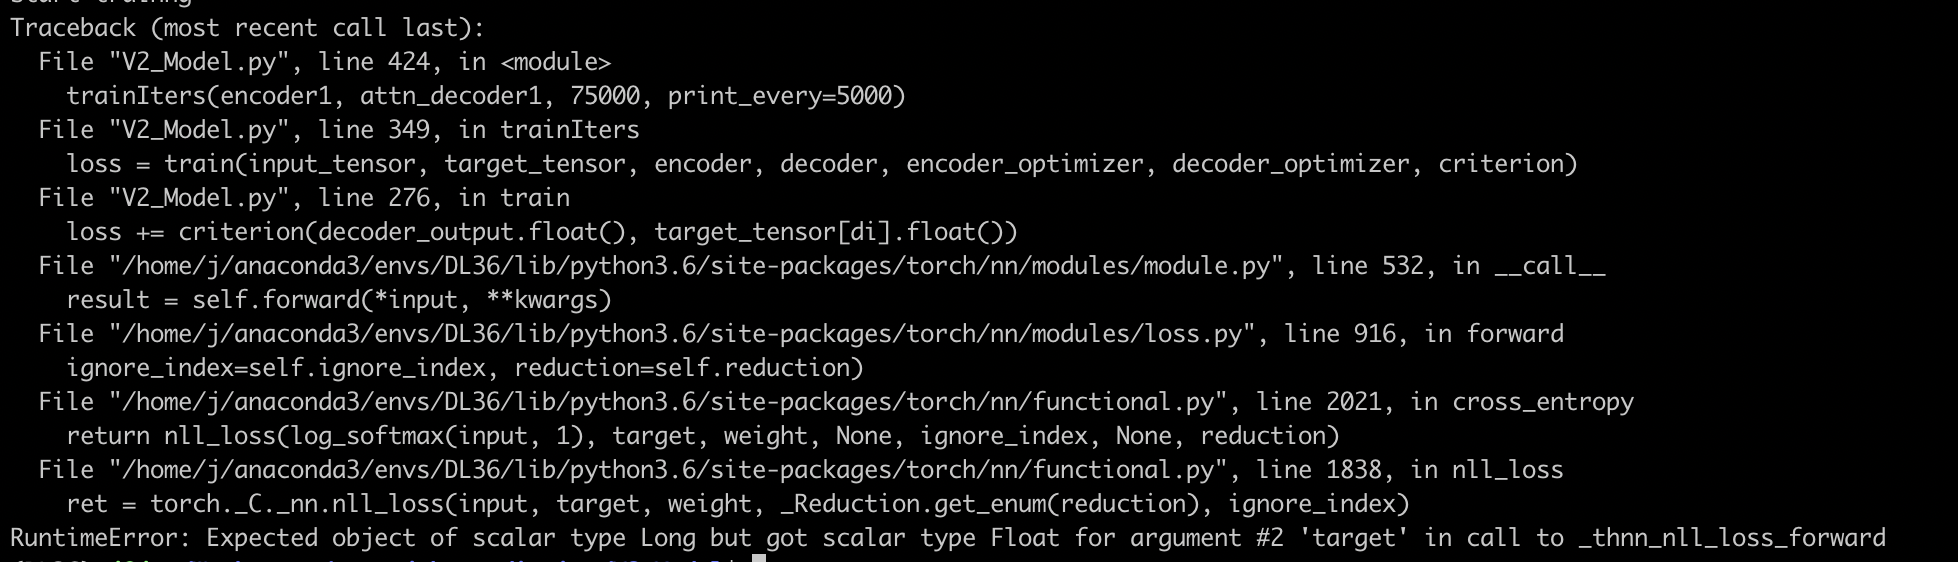 Traceback (most recent call last):
  File "V2_Model.py", line 424, in <module>
    trainIters(encoder1, attn_decoder1, 75000, print_every=5000)
  File "V2_Model.py", line 349, in trainIters
    loss = train(input_tensor, target_tensor, encoder, decoder, encoder_optimizer, decoder_optimizer, criterion)
  File "V2_Model.py", line 276, in train
    loss += criterion(decoder_output.float(), target_tensor[di].float())
  File "/home/j/anaconda3/envs/DL36/lib/python3.6/site-packages/torch/nn/modules/module.py", line 532, in __call__
    result = self.forward(*input, **kwargs)
  File "/home/j/anaconda3/envs/DL36/lib/python3.6/site-packages/torch/nn/modules/loss.py", line 916, in forward
    ignore_index=self.ignore_index, reduction=self.reduction)
  File "/home/j/anaconda3/envs/DL36/lib/python3.6/site-packages/torch/nn/functional.py", line 2021, in cross_entropy
    return nll_loss(log_softmax(input, 1), target, weight, None, ignore_index, None, reduction)
  File "/home/j/anaconda3/envs/DL36/lib/python3.6/site-packages/torch/nn/functional.py", line 1838, in nll_loss
    ret = torch._C._nn.nll_loss(input, target, weight, _Reduction.get_enum(reduction), ignore_index)
RuntimeError: Expected object of scalar type Long but got scalar type Float for argument #2 'target' in call to _thnn_nll_loss_forward